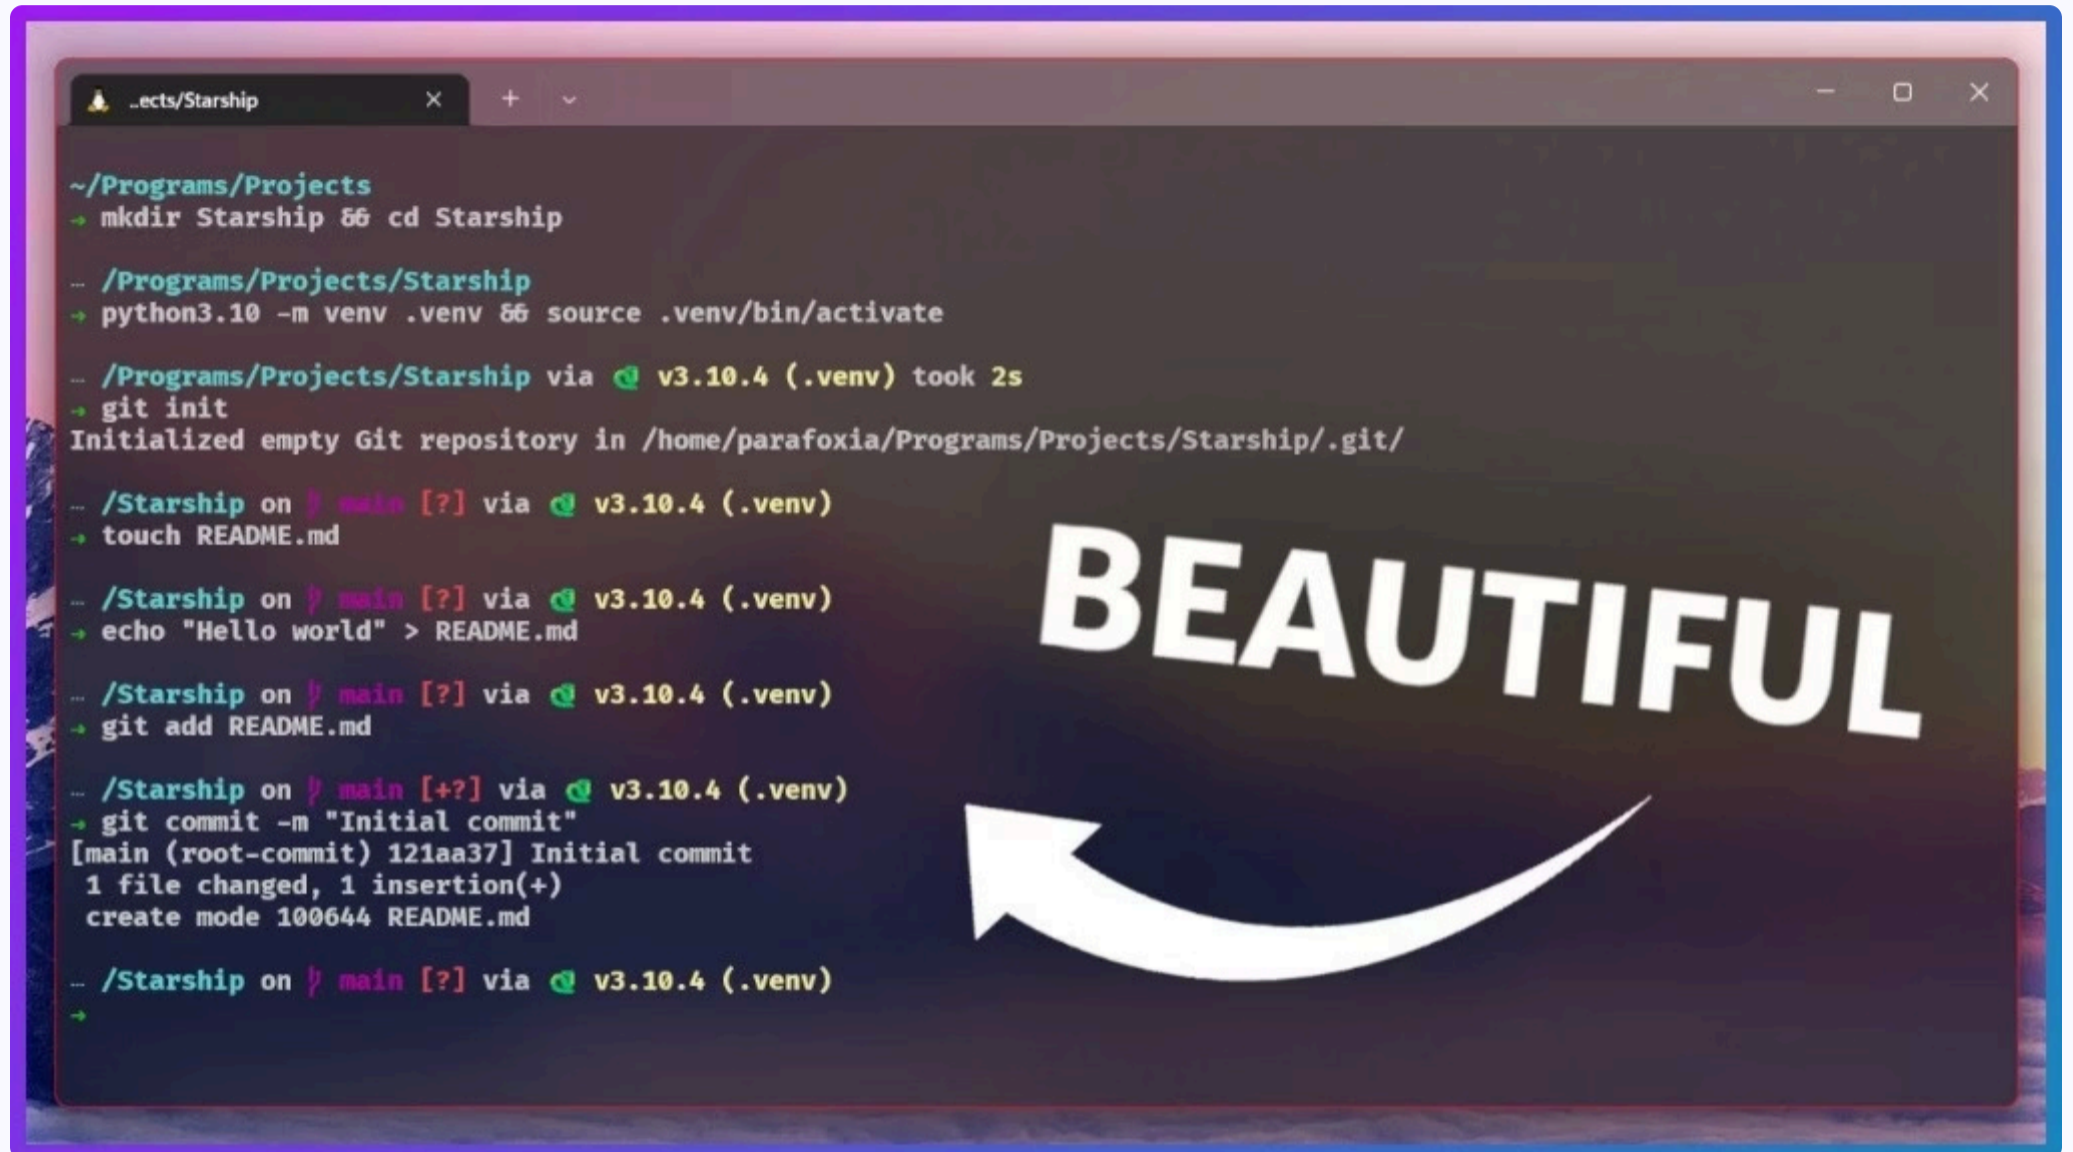 ..ects/Starship
~/Programs/Projects
→ mkdir Starship && cd Starship
… /Programs/Projects/Starship
→ python3.10 -m venv .venv && source .venv/bin/activate
… /Programs/Projects/Starship via v3.10.4 (.venv) took 2s
→ git init
Initialized empty Git repository in /home/parafoxia/Programs/Projects/Starship/.git/
… /Starship on main [?] via v3.10.4 (.venv)
→ touch README.md
… /Starship on main [?] via v3.10.4 (.venv)
→ echo "Hello world" > README.md
… /Starship on main [?] via v3.10.4 (.venv)
→ git add README.md
… /Starship on main [+?] via v3.10.4 (.venv)
→ git commit -m "Initial commit"
[main (root-commit) 121aa37] Initial commit
1 file changed, 1 insertion(+)
create mode 100644 README.md
… /Starship on main [?] via v3.10.4 (.venv)
→
BEAUTIFUL